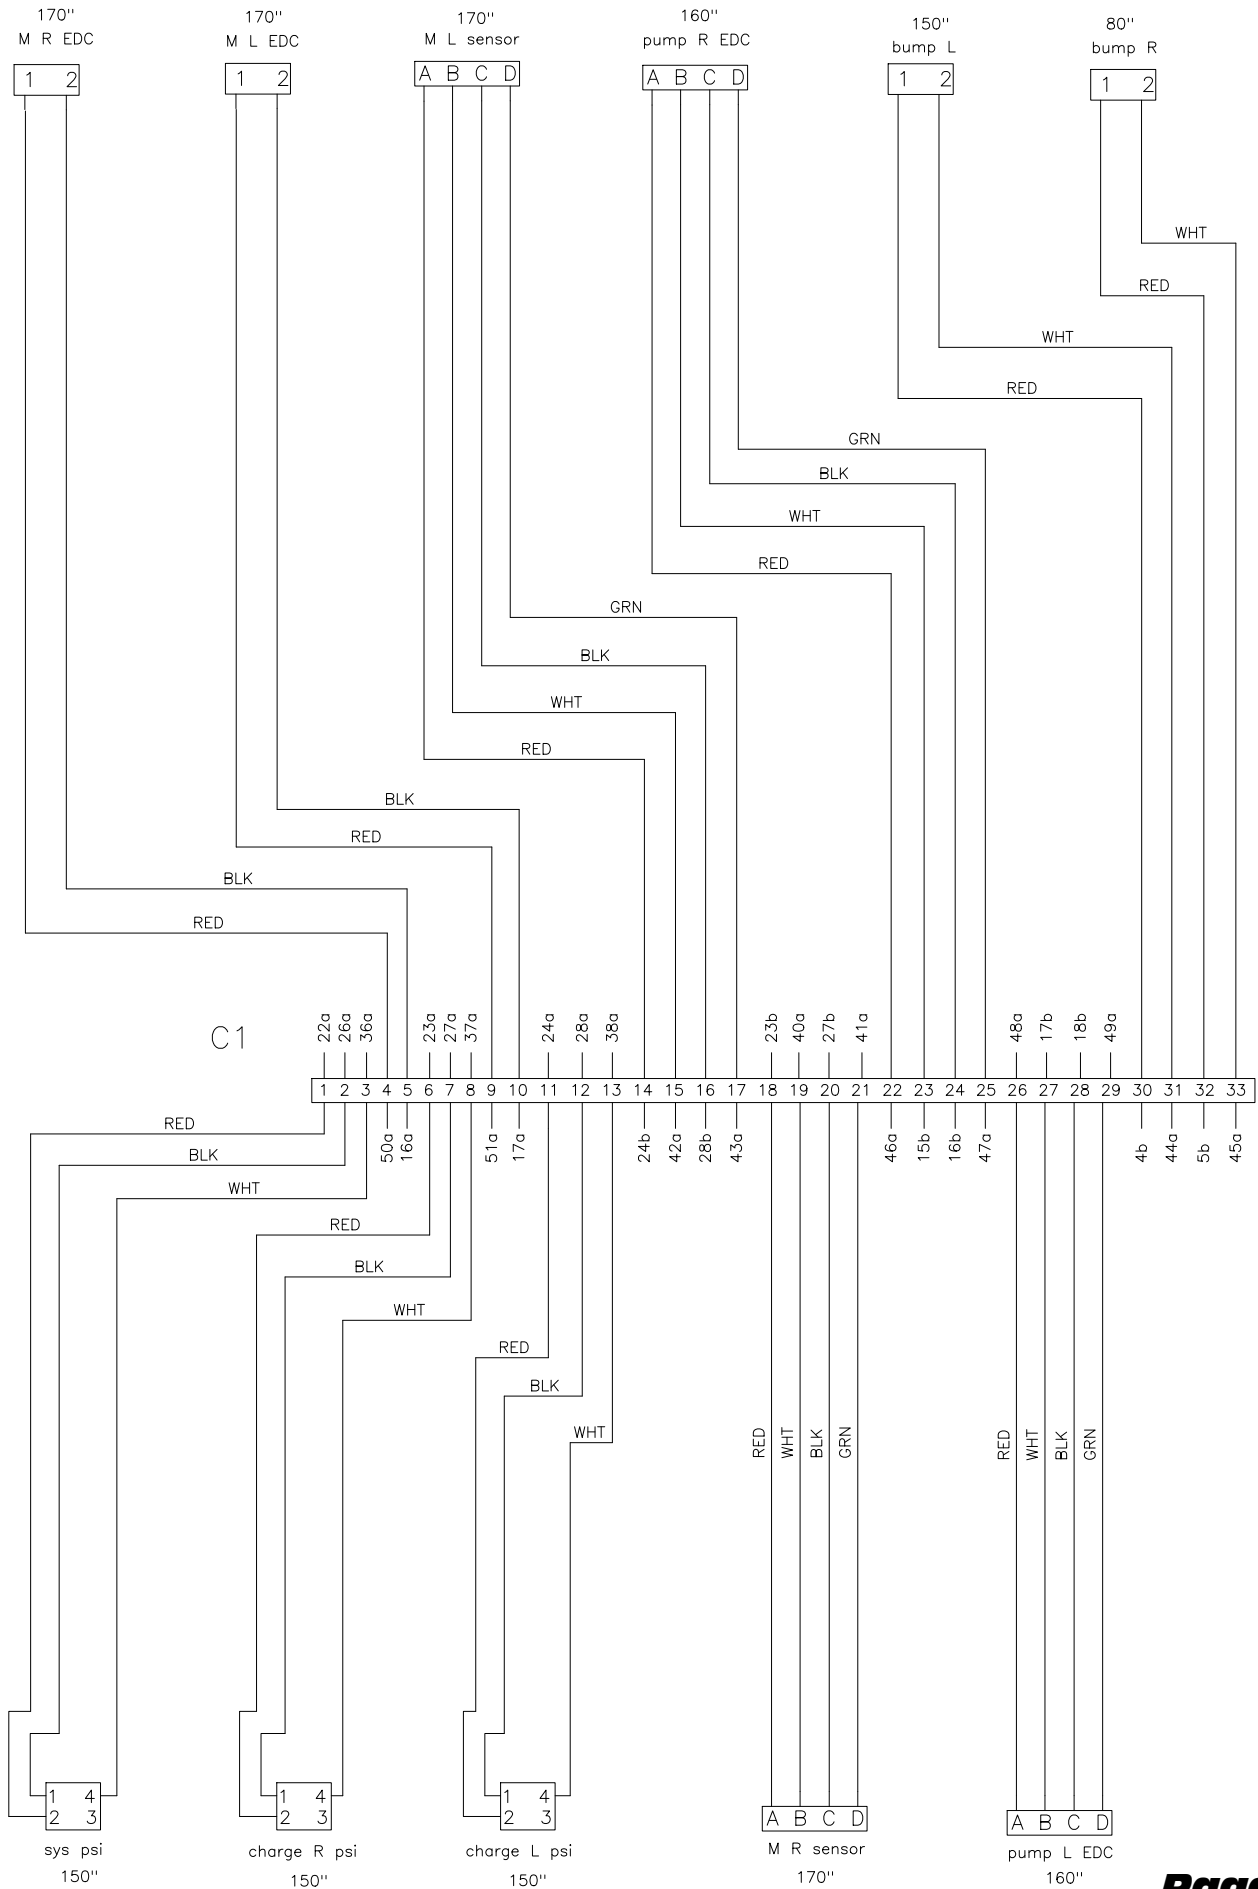 170"
M R EDC
1 2
170"
M L EDC
1 2
170"
M L sensor
A B C D
160"
pump R EDC
A B C D
150"
bump L
1 2
80"
bump R
1 2
WHT
RED
WHT
RED
GRN
BLK
WHT
RED
GRN
BLK
WHT
RED
BLK
RED
BLK
RED
C1
22a 26a 36a 23a 27a 37a 24a 28a 38a 23b 40a 27b 41a 48a 17b 18b 49a
1 2 3 4 5 6 7 8 9 10 11 12 13 14 15 16 17 18 19 20 21 22 23 24 25 26 27 28 29 30 31 32 33
50a 16a 51a 17a 24b 42a 28b 43a 46a 15b 16b 47a 4b 44a 5b 45a
RED
BLK
WHT
RED
BLK
WHT
RED
BLK
WHT
RED WHT BLK GRN
RED WHT BLK GRN
1 4
2 3
sys psi
150"
1 4
2 3
charge R psi
150"
1 4
2 3
charge L psi
150"
A B C D
M R sensor
170"
A B C D
pump L EDC
160"